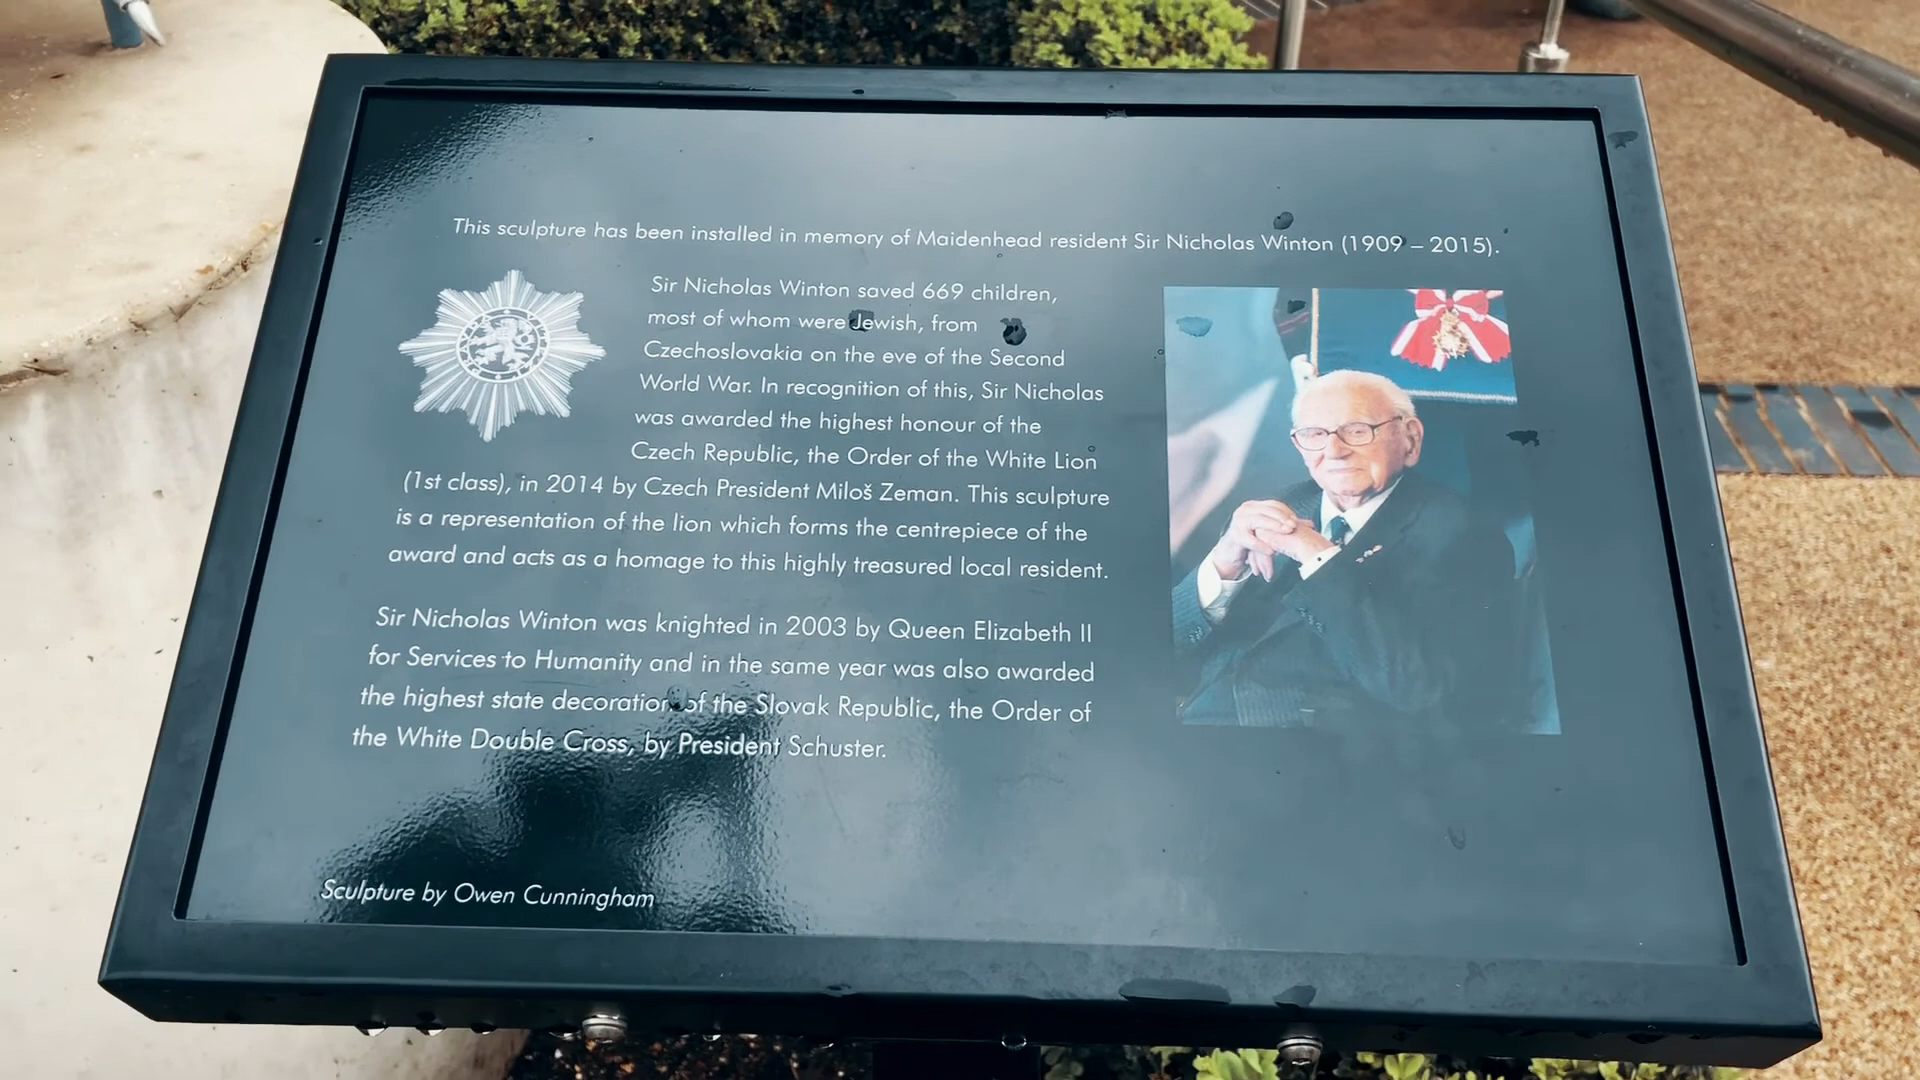 This sculpture has been installed in memory of Maidenhead resident Sir Nicholas Winton (1909 – 2015).
Sir Nicholas Winton saved 669 children,
most of whom were Jewish, from
Czechoslovakia on the eve of the Second
World War. In recognition of this, Sir Nicholas
was awarded the highest honour of the
Czech Republic, the Order of the White Lion
(1st class), in 2014 by Czech President Miloš Zeman. This sculpture
is a representation of the lion which forms the centrepiece of the
award and acts as a homage to this highly treasured local resident.
Sir Nicholas Winton was knighted in 2003 by Queen Elizabeth II
for Services to Humanity and in the same year was also awarded
the highest state decoration of the Slovak Republic, the Order of
the White Double Cross, by President Schuster.
Sculpture by Owen Cunningham